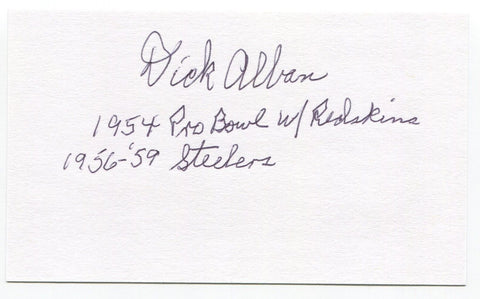 Dick Alban
1954 Pro Bowl w/ Redskins
1956-'59 Steelers